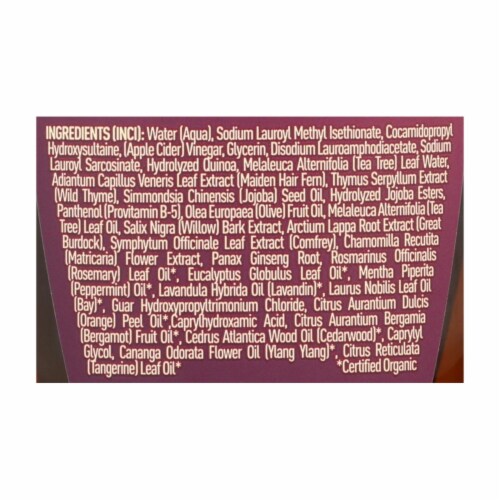 INGREDIENTS (INCI): Water (Aqua), Sodium Lauroyl Methyl Isethionate, Cocamidopropyl
Hydroxysultaine, (Apple Cider) Vinegar, Glycerin, Disodium Lauroamphodiacetate, Sodium
Lauroyl Sarcosinate, Hydrolyzed Quinoa, Melaleuca Alternifolia (Tea Tree) Leaf Water,
Adiantum Capillus Veneris Leaf Extract (Maiden Hair Fern), Thymus Serpyllum Extract
(Wild Thyme), Simmondsia Chinensis (Jojoba) Seed Oil, Hydrolyzed Jojoba Esters,
Panthenol (Provitamin B-5), Olea Europaea (Olive) Fruit Oil, Melaleuca Alternifolia (Tea
Tree) Leaf Oil, Salix Nigra (Willow) Bark Extract, Arctium Lappa Root Extract (Great
Burdock), Symphytum Officinale Leaf Extract (Comfrey), Chamomilla Recutita
(Matricaria) Flower Extract, Panax Ginseng Root, Rosmarinus Officinalis
(Rosemary) Leaf Oil*, Eucalyptus Globulus Leaf Oil*, Mentha Piperita
(Peppermint) Oil*, Lavandula Hybrida Oil (Lavandin)*, Laurus Nobilis Leaf Oil
(Bay)*, Guar Hydroxypropyltrimonium Chloride, Citrus Aurantium Dulcis
(Orange) Peel Oil*,Caprylhydroxamic Acid, Citrus Aurantium Bergamia
(Bergamot) Fruit Oil*, Cedrus Atlantica Wood Oil (Cedarwood)*, Caprylyl
Glycol, Cananga Odorata Flower Oil (Ylang Ylang)*, Citrus Reticulata
(Tangerine) Leaf Oil* *Certified Organic